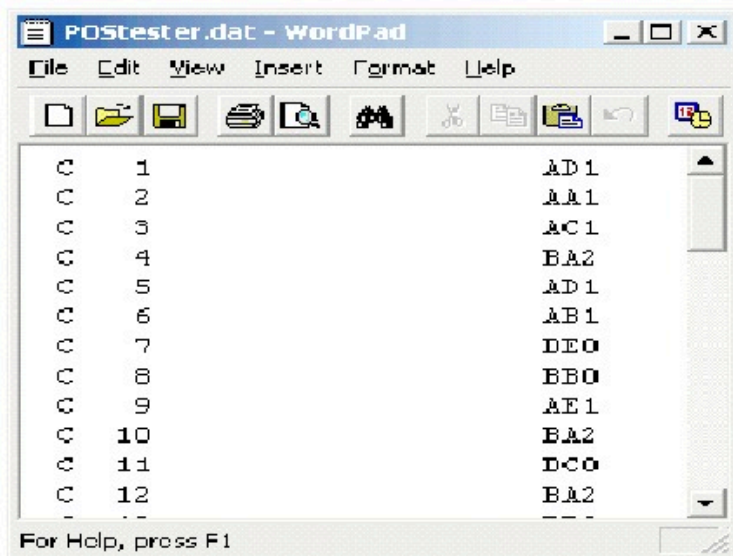 POStester.dat - WordPad
File Edit View Insert Format Help
C 1 AD1
C 2 AA1
C 3 AC1
C 4 BA2
C 5 AD1
C 6 AB1
C 7 DE0
C 8 BB0
C 9 AE1
C 10 BA2
C 11 DC0
C 12 BA2
For Help, press F1